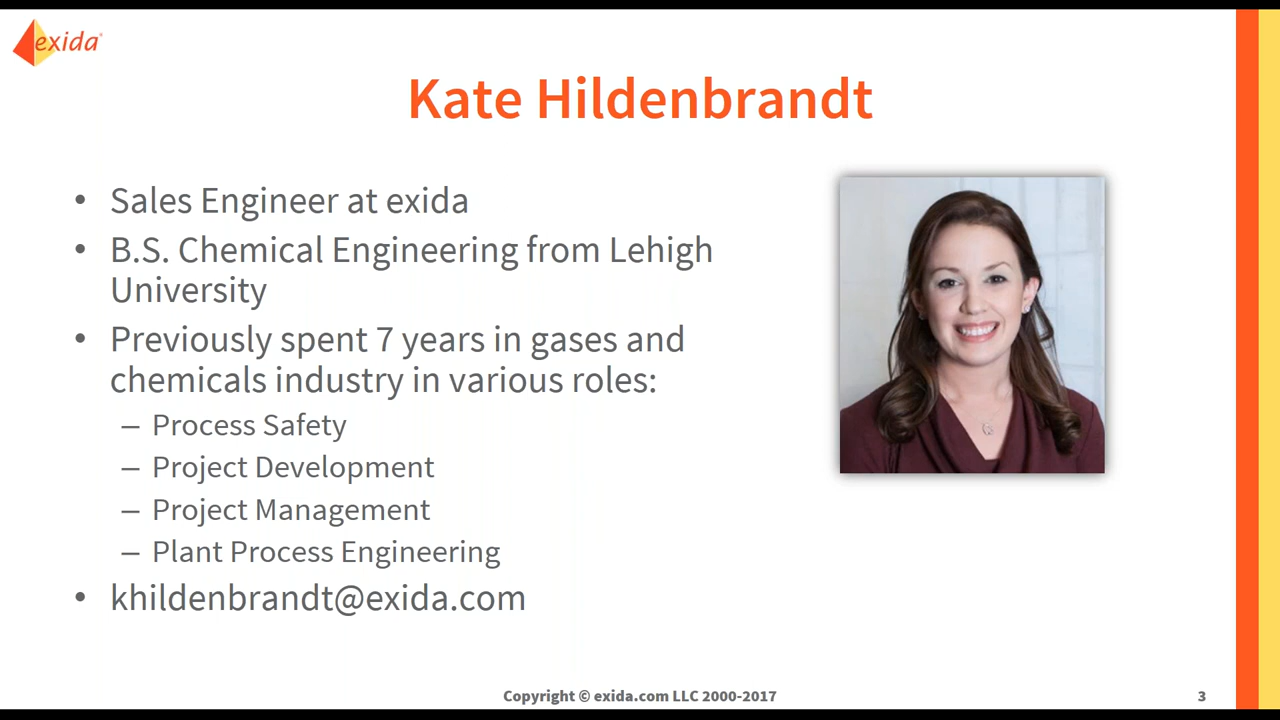 exida
Kate Hildenbrandt
• Sales Engineer at exida
• B.S. Chemical Engineering from Lehigh
University
• Previously spent 7 years in gases and
chemicals industry in various roles:
– Process Safety
– Project Development
– Project Management
– Plant Process Engineering
• khildenbrandt@exida.com
Copyright © exida.com LLC 2000-2017
3